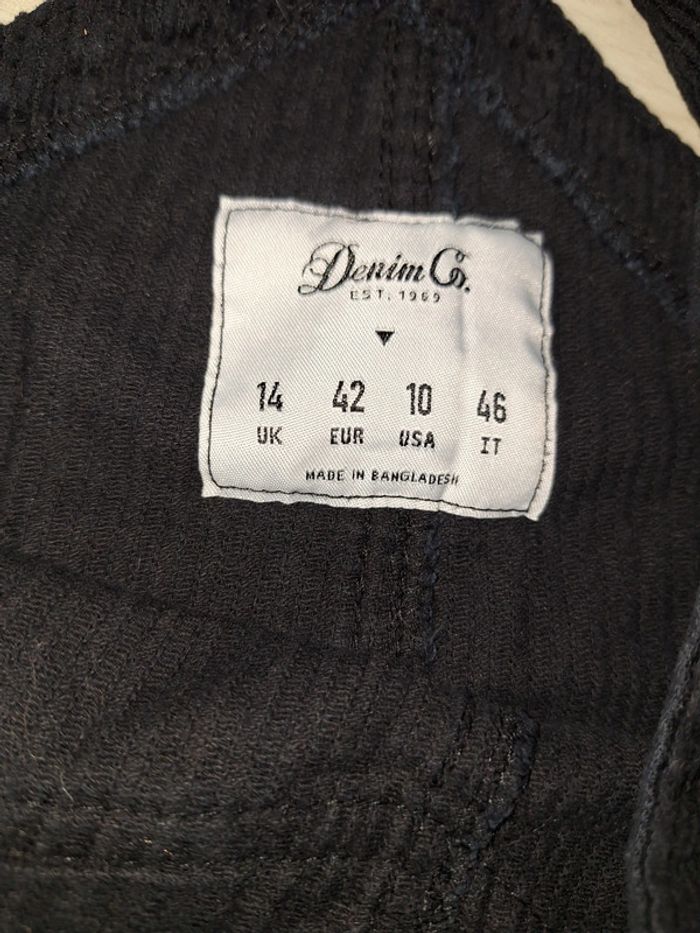 Denim Co.
EST. 1969
14 42 10 46
UK EUR USA IT
MADE IN BANGLADESH